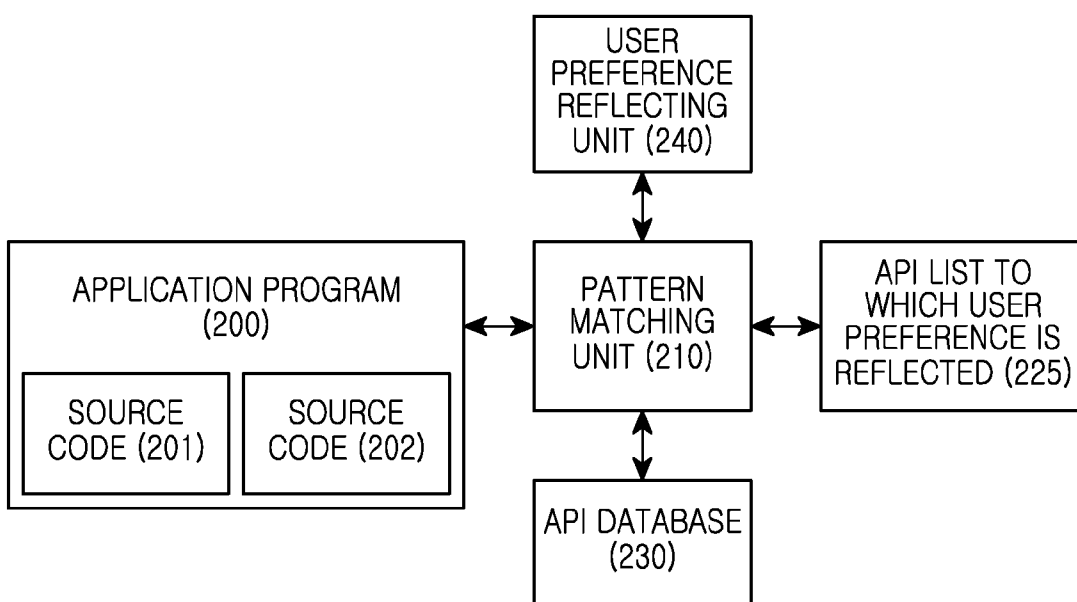 USER
PREFERENCE
REFLECTING
UNIT (240)
APPLICATION PROGRAM
(200)
SOURCE
CODE (201)
SOURCE
CODE (202)
PATTERN
MATCHING
UNIT (210)
API LIST TO
WHICH USER
PREFERENCE IS
REFLECTED (225)
API DATABASE
(230)